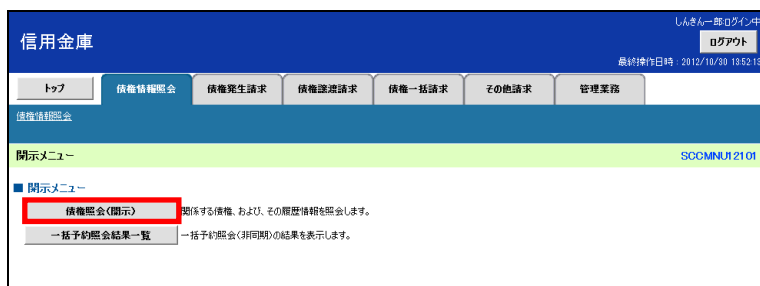 しんきん一郎ログイン中
信用金庫
ログアウト
最終操作日時：2012/10/30 13:52:13
トップ 債権情報照会 債権発生請求 債権譲渡請求 債権一括請求 その他請求 管理業務
債権情報照会
開示メニュー SCCMNU12101
■ 開示メニュー
債権照会(開示) 関係する債権、および、その履歴情報を照会します。
一括予約照会結果一覧 一括予約照会(非同期)の結果を表示します。